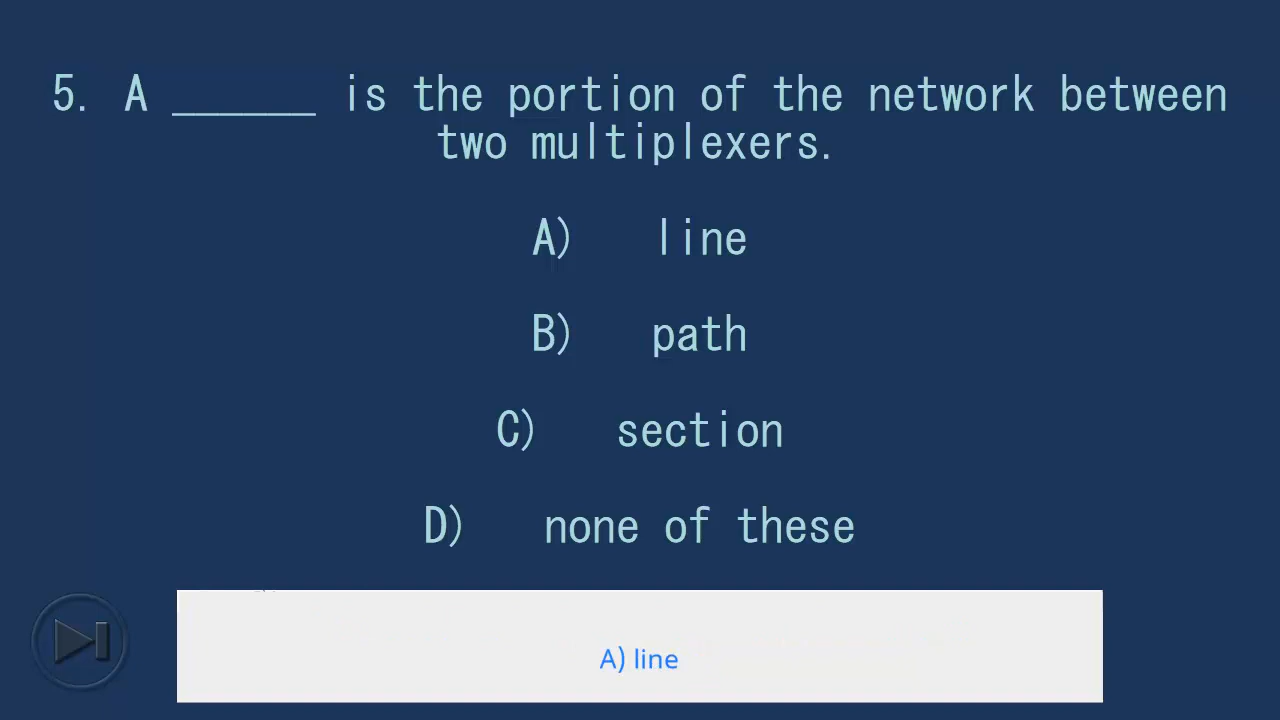 5. A ______ is the portion of the network between
two multiplexers.
A) line
B) path
C) section
D) none of these
A) line